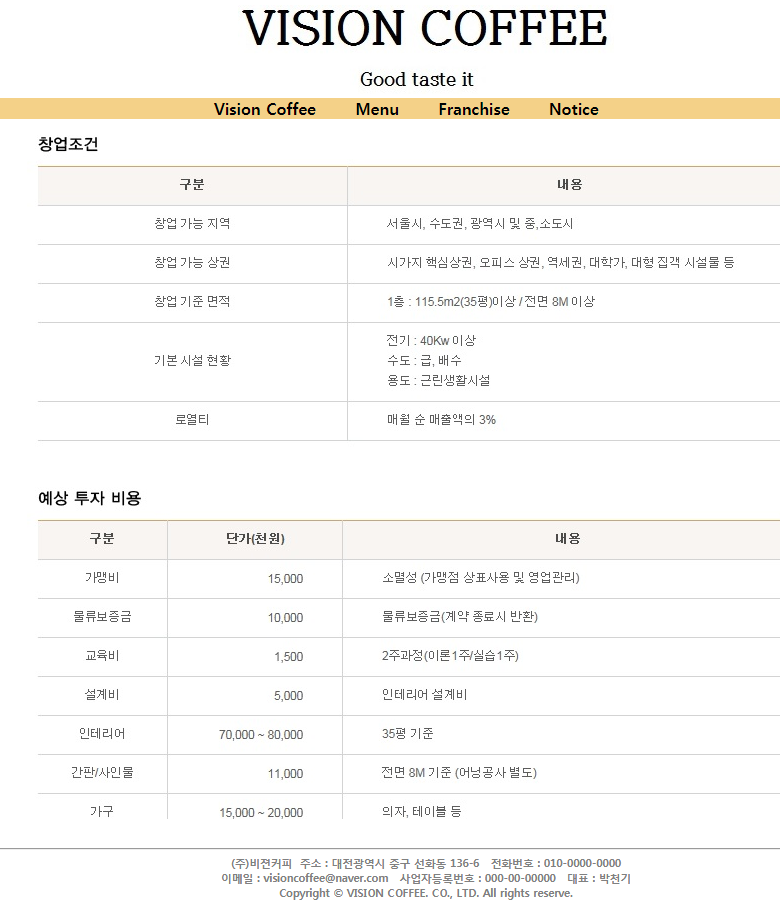 VISION COFFEE
Good taste it
Vision Coffee Menu Franchise Notice
창업조건
구분 내용
창업 가능 지역 서울시, 수도권, 광역시 및 중,소도시
창업 가능 상권 시가지 핵심상권, 오피스 상권, 역세권, 대학가, 대형 집객 시설물 등
창업 기준 면적 1층 : 115.5m2(35평)이상 / 전면 8M 이상
기본 시설 현황 전기 : 40Kw 이상
수도 : 급, 배수
용도 : 근린생활시설
로열티 매월 순 매출액의 3%
예상 투자 비용
구분 단가(천원) 내용
가맹비 15,000 소멸성 (가맹점 상표사용 및 영업관리)
물류보증금 10,000 물류보증금(계약 종료시 반환)
교육비 1,500 2주과정(이론1주/실습1주)
설계비 5,000 인테리어 설계비
인테리어 70,000 ~ 80,000 35평 기준
간판/사인물 11,000 전면 8M 기준 (어닝공사 별도)
가구 15,000 ~ 20,000 의자, 테이블 등
(주)비젼커피 주소 : 대전광역시 중구 선화동 136-6 전화번호 : 010-0000-0000
이메일 : visioncoffee@naver.com 사업자등록번호 : 000-00-00000 대표 : 박천기
Copyright © VISION COFFEE. CO., LTD. All rights reserve.